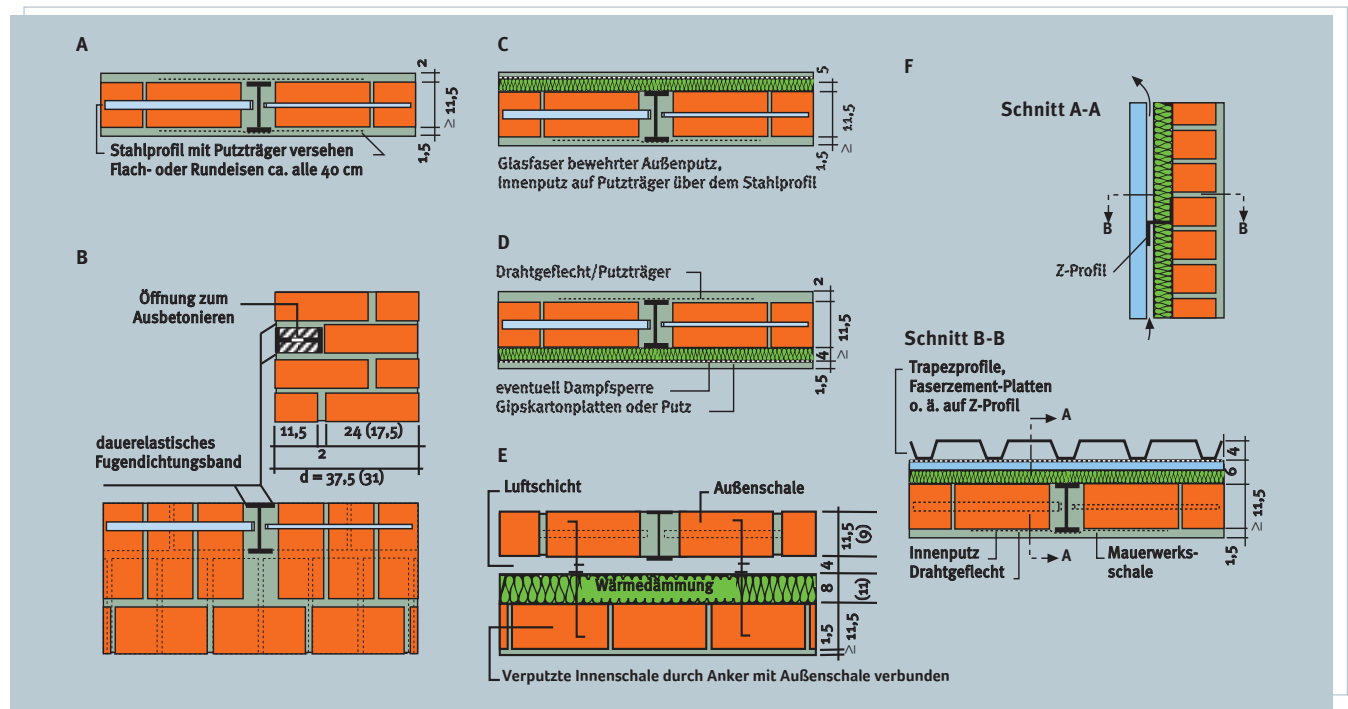 A
2
≥ 11,5
1,5
Stahlprofil mit Putzträger versehen
Flach- oder Rundeisen ca. alle 40 cm
B
Öffnung zum
Ausbetonieren
11,5
24 (17,5)
2
d = 37,5 (31)
dauerelastisches
Fugendichtungsband
C
5
11,5
1,5 ≥
Glasfaser bewehrter Außenputz,
Innenputz auf Putzträger über dem Stahlprofil
D
Drahtgeflecht/Putzträger
2
11,5
≥
4
1,5
eventuell Dampfsperre
Gipskartonplatten oder Putz
E
Luftschicht
Außenschale
11,5
(9)
4
Wärmedämmung
8
(11)
1,5
≥ 11,5
Verputzte Innenschale durch Anker mit Außenschale verbunden
F
Schnitt A-A
B
B
Z-Profil
Schnitt B-B
Trapezprofile,
Faserzement-Platten
o. ä. auf Z-Profil
A
4
6
≥ 11,5
1,5
Innenputz
Drahtgeflecht
A
Mauerwerks-
schale